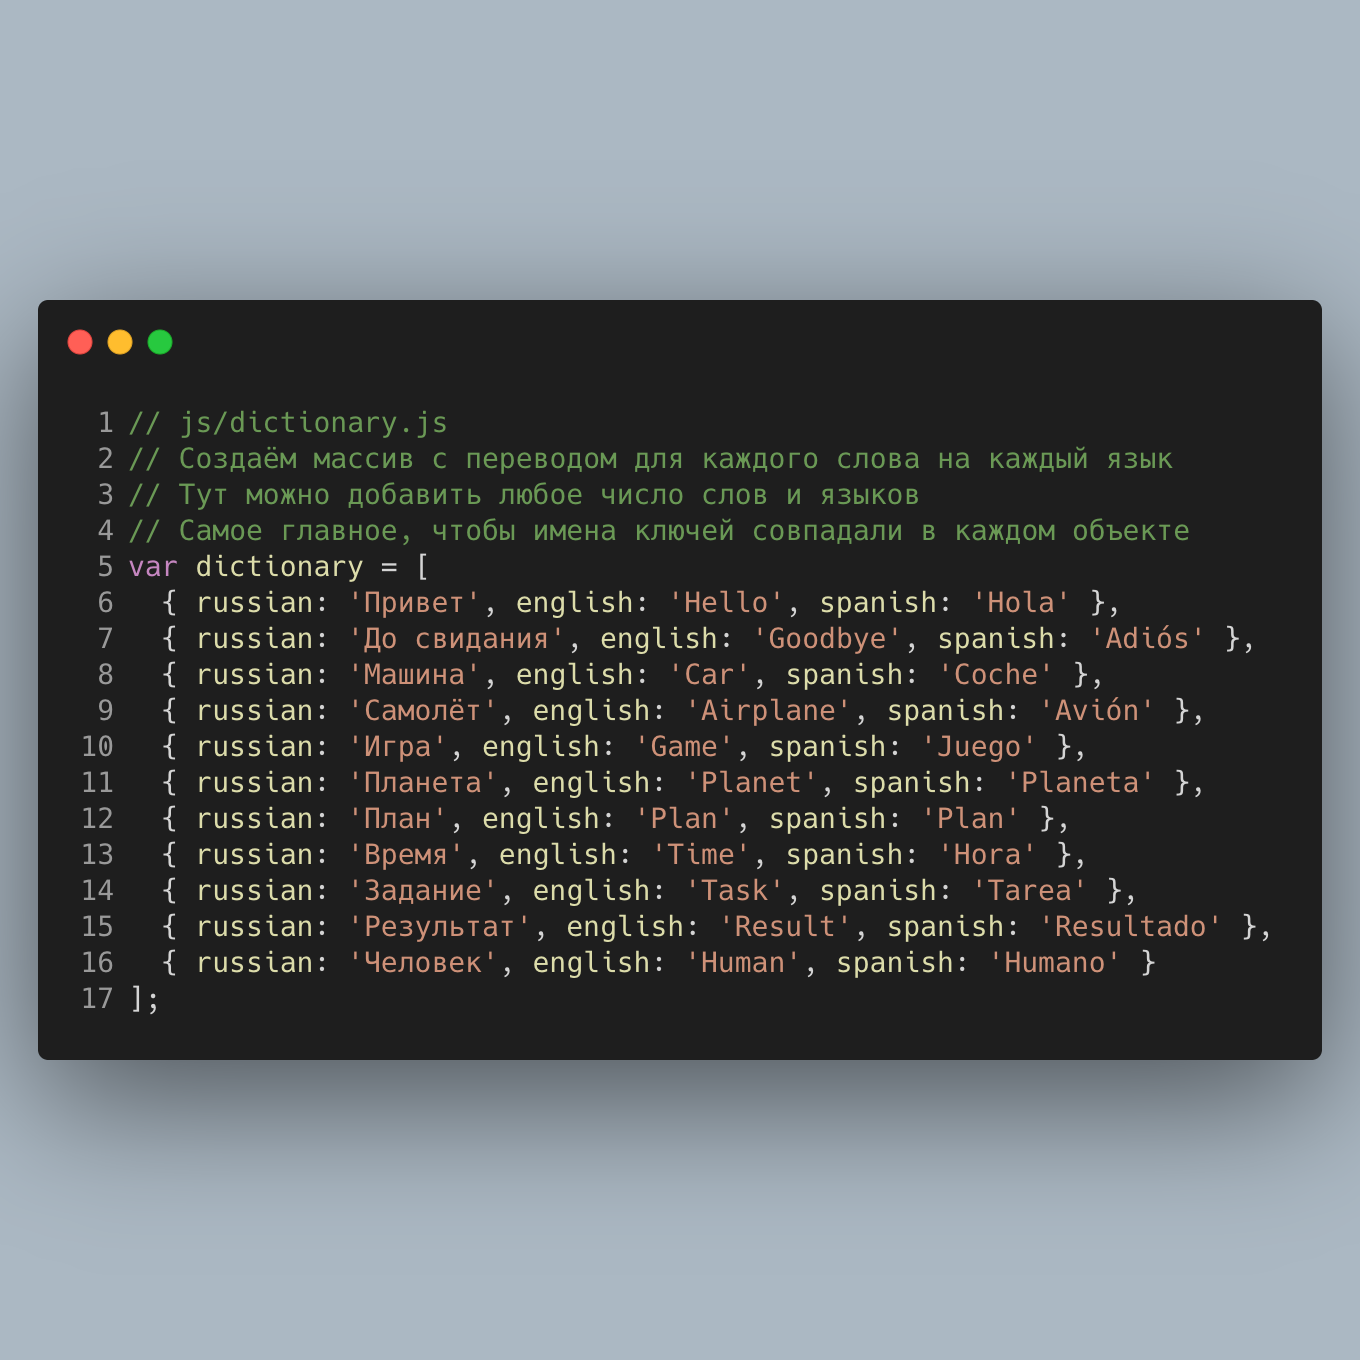 1 // js/dictionary.js
2 // Создаём массив с переводом для каждого слова на каждый язык
3 // Тут можно добавить любое число слов и языков
4 // Самое главное, чтобы имена ключей совпадали в каждом объекте
5 var dictionary = [
6   { russian: 'Привет', english: 'Hello', spanish: 'Hola' },
7   { russian: 'До свидания', english: 'Goodbye', spanish: 'Adiós' },
8   { russian: 'Машина', english: 'Car', spanish: 'Coche' },
9   { russian: 'Самолёт', english: 'Airplane', spanish: 'Avión' },
10   { russian: 'Игра', english: 'Game', spanish: 'Juego' },
11   { russian: 'Планета', english: 'Planet', spanish: 'Planeta' },
12   { russian: 'План', english: 'Plan', spanish: 'Plan' },
13   { russian: 'Время', english: 'Time', spanish: 'Hora' },
14   { russian: 'Задание', english: 'Task', spanish: 'Tarea' },
15   { russian: 'Результат', english: 'Result', spanish: 'Resultado' },
16   { russian: 'Человек', english: 'Human', spanish: 'Humano' }
17 ];